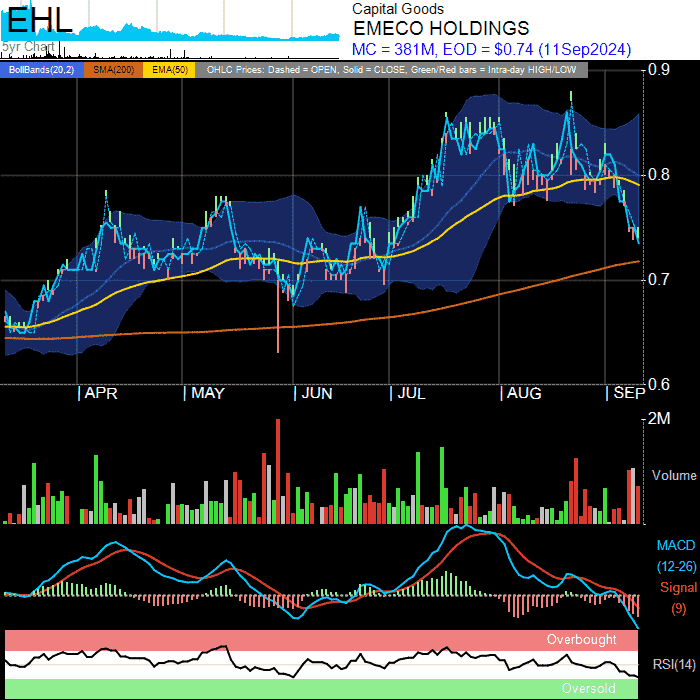 EHL
Capital Goods
EMECO HOLDINGS
MC = 381M, EOD = $0.74 (11Sep2024)
5yr Chart
BollBands(20,2) SMA(200) EMA(50) OHLC Prices: Dashed = OPEN, Solid = CLOSE, Green/Red bars = Intra-day HIGH/LOW
0.9
0.8
0.7
0.6
APR MAY JUN JUL AUG SEP
2M
Volume
MACD
(12-26)
Signal
(9)
Overbought
RSI(14)
Oversold